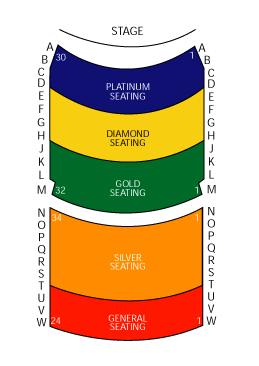 STAGE
A A
B B
30 1
C C
D D
PLATINUM
SEATING
E E
F F
G G
DIAMOND
SEATING
H H
J J
K K
L L
GOLD
SEATING
M 32 1 M
N N
34 1
O O
P P
Q Q
R R
SILVER
SEATING
S S
T T
U U
V V
GENERAL
SEATING
W 24 1 W